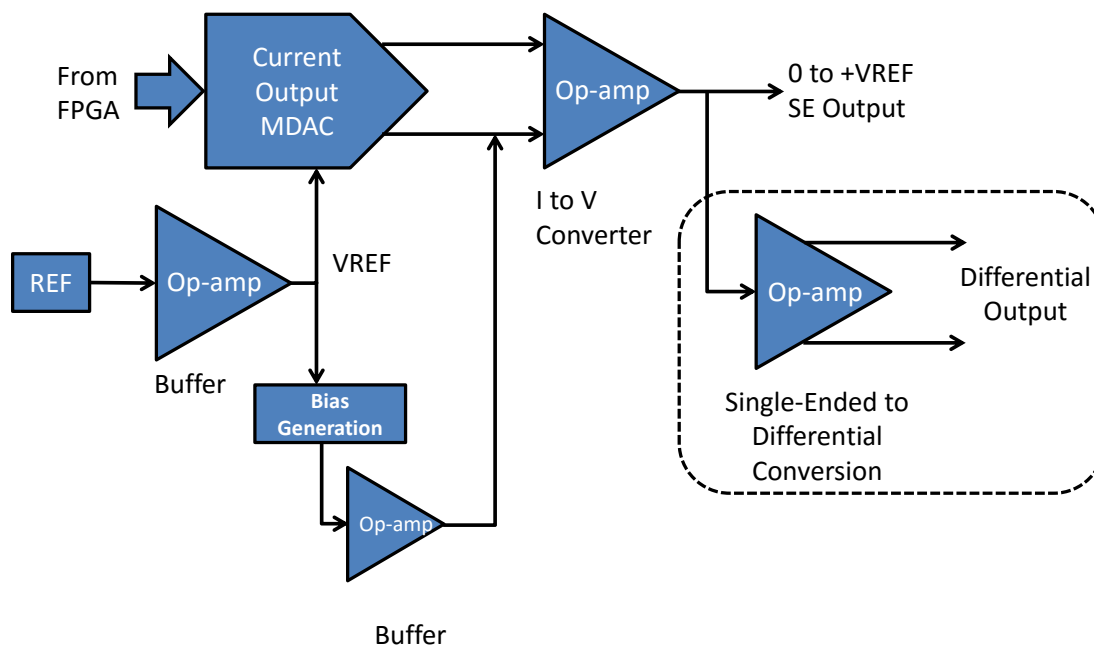 From
FPGA
Current
Output
MDAC
Op-amp
0 to +VREF
SE Output
I to V
Converter
REF
Op-amp
VREF
Buffer
Op-amp
Differential
Output
Bias
Generation
Single-Ended to
Differential
Conversion
Op-amp
Buffer